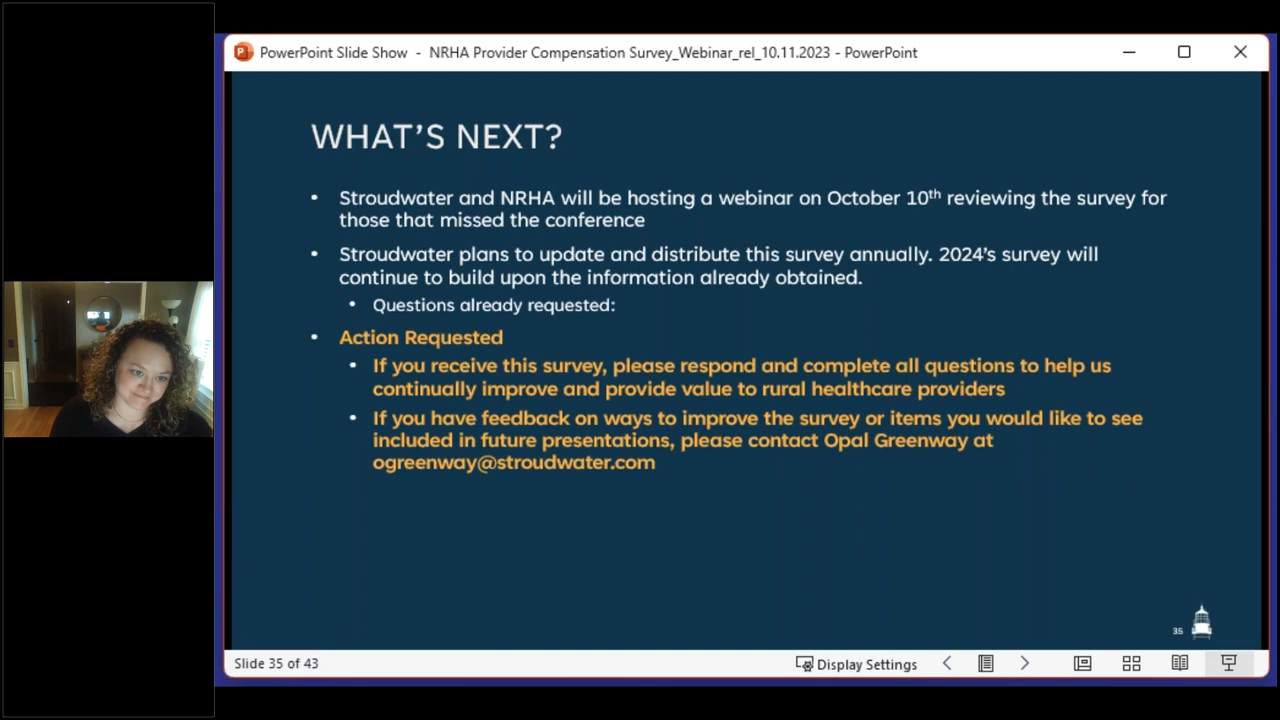 PowerPoint Slide Show - NRHA Provider Compensation Survey_Webinar_rel_10.11.2023 - PowerPoint
WHAT'S NEXT?
• Stroudwater and NRHA will be hosting a webinar on October 10th reviewing the survey for
those that missed the conference
• Stroudwater plans to update and distribute this survey annually. 2024's survey will
continue to build upon the information already obtained.
• Questions already requested:
• Action Requested
• If you receive this survey, please respond and complete all questions to help us
continually improve and provide value to rural healthcare providers
• If you have feedback on ways to improve the survey or items you would like to see
included in future presentations, please contact Opal Greenway at
ogreenway@stroudwater.com
35
Slide 35 of 43
Display Settings